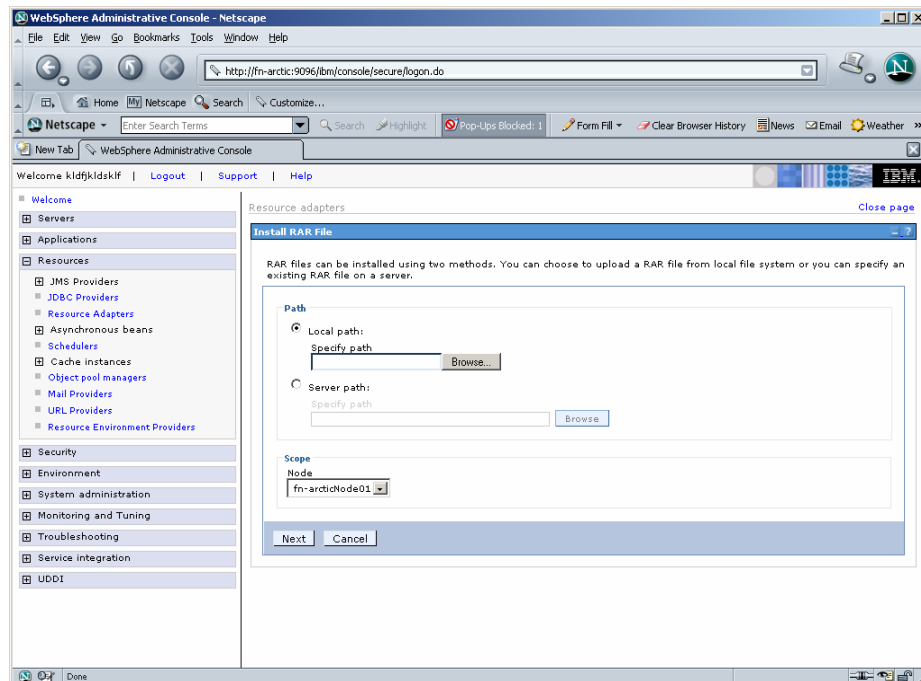 WebSphere Administrative Console - Netscape
File Edit View Go Bookmarks Tools Window Help
http://fn-arctic:9096/ibm/console/secure/logon.do
Home My Netscape Search Customize...
Netscape Enter Search Terms Search Highlight Pop-Ups Blocked: 1 Form Fill Clear Browser History News Email Weather »
New Tab WebSphere Administrative Console
Welcome kldfjkldsklf | Logout | Support | Help
IBM.
Welcome
Servers
Applications
Resources
JMS Providers
JDBC Providers
Resource Adapters
Asynchronous beans
Schedulers
Cache instances
Object pool managers
Mail Providers
URL Providers
Resource Environment Providers
Security
Environment
System administration
Monitoring and Tuning
Troubleshooting
Service integration
UDDI
Resource adapters Close page
Install RAR File
RAR files can be installed using two methods. You can choose to upload a RAR file from local file system or you can specify an
existing RAR file on a server.
Path
Local path:
Specify path
Browse...
Server path:
Specify path
Browse
Scope
Node
fn-arcticNode01
Next Cancel
Done